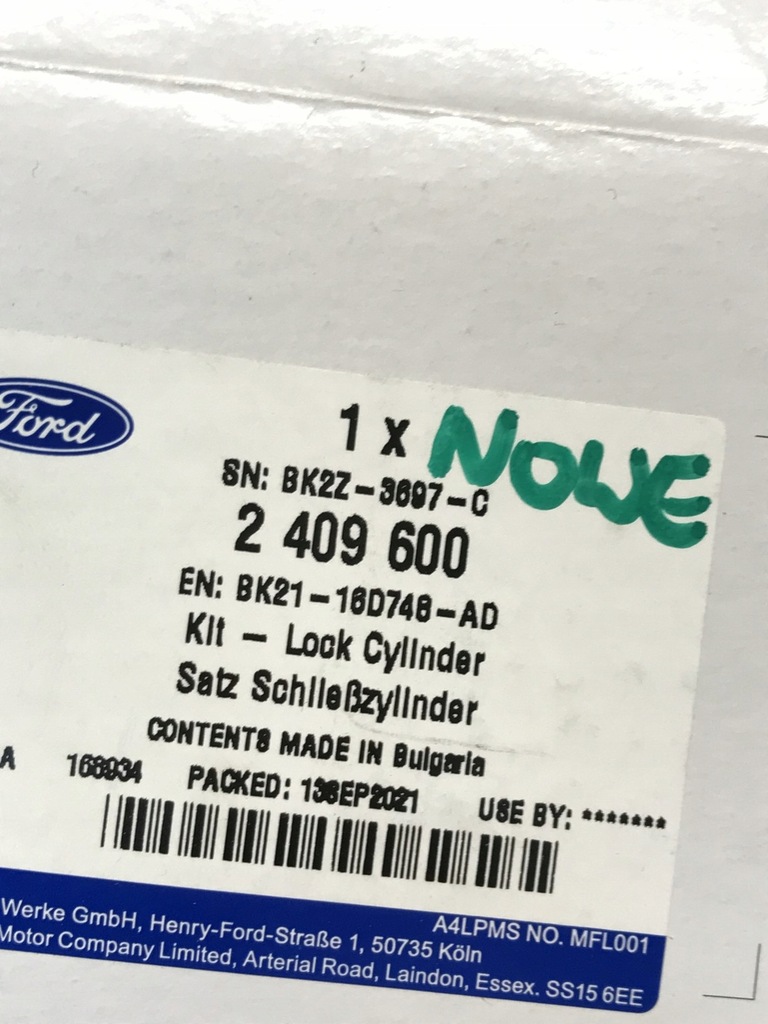 Ford
1 x NOWE
SN: BK2Z-3697-C
2 409 600
EN: BK21-16D748-AD
Kit - Lock Cylinder
Satz Schließzylinder
CONTENTS MADE IN Bulgaria
A 168934 PACKED: 13SEP2021 USE BY: *******
A4LPMS NO. MFL001
Werke GmbH, Henry-Ford-Straße 1, 50735 Köln
Motor Company Limited, Arterial Road, Laindon, Essex. SS15 6EE